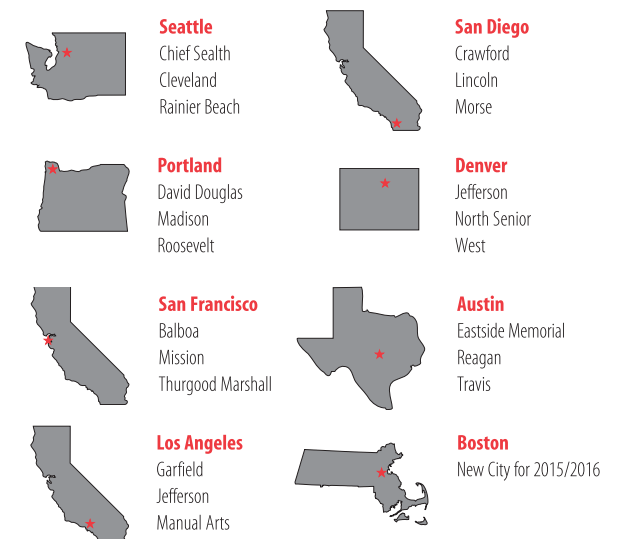 Seattle
Chief Sealth
Cleveland
Rainier Beach
San Diego
Crawford
Lincoln
Morse
Portland
David Douglas
Madison
Roosevelt
Denver
Jefferson
North Senior
West
San Francisco
Balboa
Mission
Thurgood Marshall
Austin
Eastside Memorial
Reagan
Travis
Los Angeles
Garfield
Jefferson
Manual Arts
Boston
New City for 2015/2016